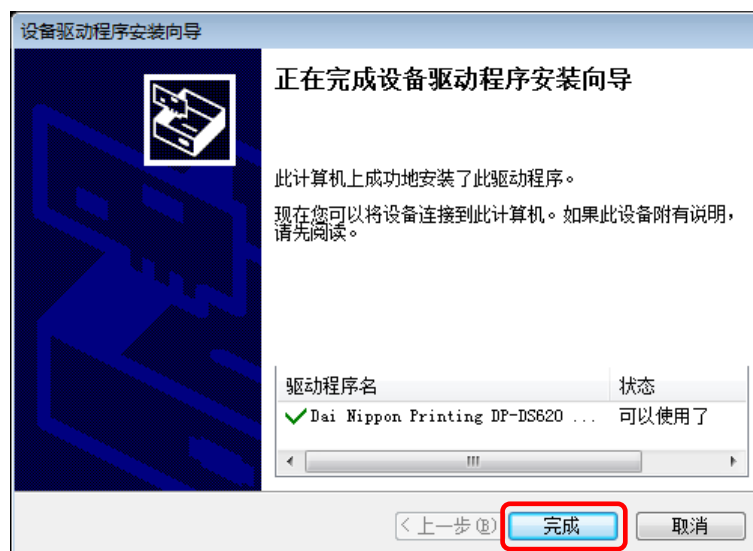 设备驱动程序安装向导
正在完成设备驱动程序安装向导
此计算机上成功地安装了此驱动程序。
现在您可以将设备连接到此计算机。如果此设备附有说明，
请先阅读。
驱动程序名 状态
Dai Nippon Printing DP-DS620 ... 可以使用了
< 上一步(B) 完成 取消